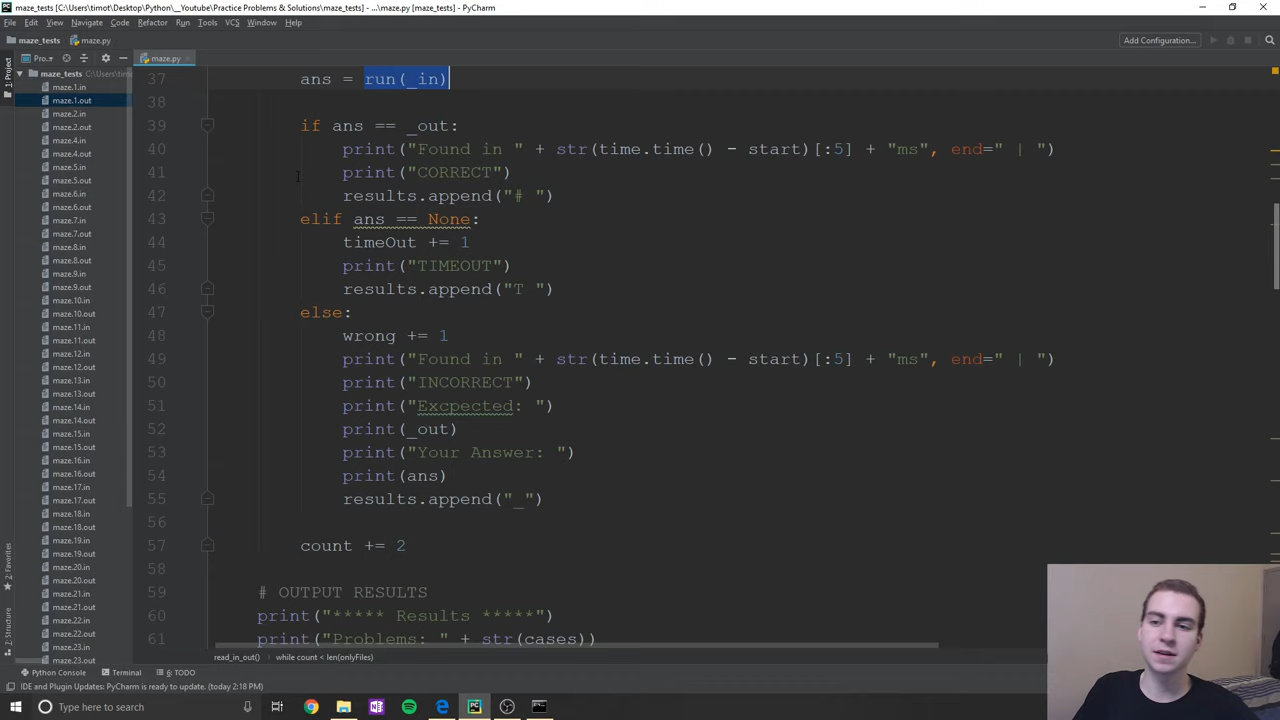 C:\Users\timot\Desktop\Python\__Youtube\Practice Problems & Solutions\maze_tests] - ...\maze.py [maze_tests] - PyCharm
File Edit View Navigate Code Refactor Run Tools VCS Window Help
maze_tests maze.py Add Configuration...
1: Project
Pro..
maze.py
maze_tests C:\Users\timot
maze.1.in
maze.1.out
maze.2.in
maze.2.out
maze.4.in
maze.4.out
maze.5.in
maze.5.out
maze.6.in
maze.6.out
maze.7.in
maze.7.out
maze.8.in
maze.8.out
maze.9.in
maze.9.out
maze.10.in
maze.10.out
maze.11.in
maze.11.out
maze.12.in
maze.12.out
maze.13.in
maze.13.out
maze.14.in
maze.14.out
maze.15.in
maze.15.out
maze.16.in
maze.16.out
maze.17.in
maze.17.out
maze.18.in
maze.18.out
maze.19.in
maze.19.out
maze.20.in
maze.20.out
maze.21.in
maze.21.out
maze.22.in
maze.22.out
maze.23.in
maze.23.out
2: Favorites
7: Structure
37 ans = run(_in)
38
39 if ans == _out:
40 print("Found in " + str(time.time() - start)[:5] + "ms", end=" | ")
41 print("CORRECT")
42 results.append("# ")
43 elif ans == None:
44 timeOut += 1
45 print("TIMEOUT")
46 results.append("T ")
47 else:
48 wrong += 1
49 print("Found in " + str(time.time() - start)[:5] + "ms", end=" | ")
50 print("INCORRECT")
51 print("Excpected: ")
52 print(_out)
53 print("Your Answer: ")
54 print(ans)
55 results.append("_")
56
57 count += 2
58
59 # OUTPUT RESULTS
60 print("***** Results *****")
61 print("Problems: " + str(cases))
read_in_out() while count < len(onlyFiles)
Python Console Terminal 6: TODO
IDE and Plugin Updates: PyCharm is ready to update. (today 2:18 PM)
Type here to search